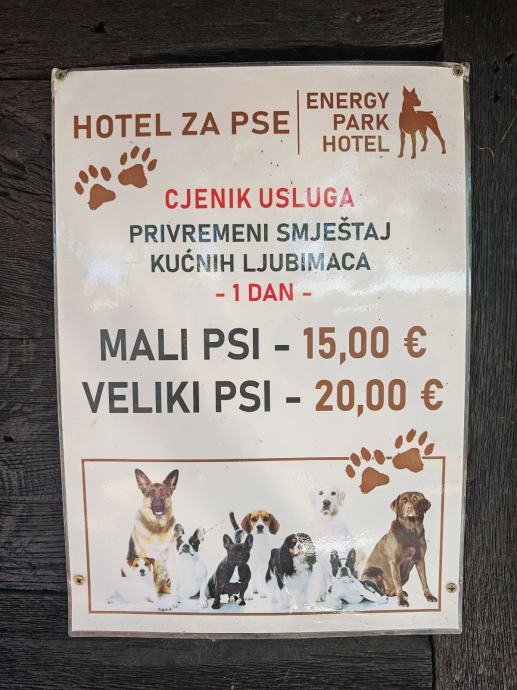 HOTEL ZA PSE
ENERGY
PARK
HOTEL
CJENIK USLUGA
PRIVREMENI SMJEŠTAJ
KUĆNIH LJUBIMACA
- 1 DAN -
MALI PSI - 15,00 €
VELIKI PSI - 20,00 €